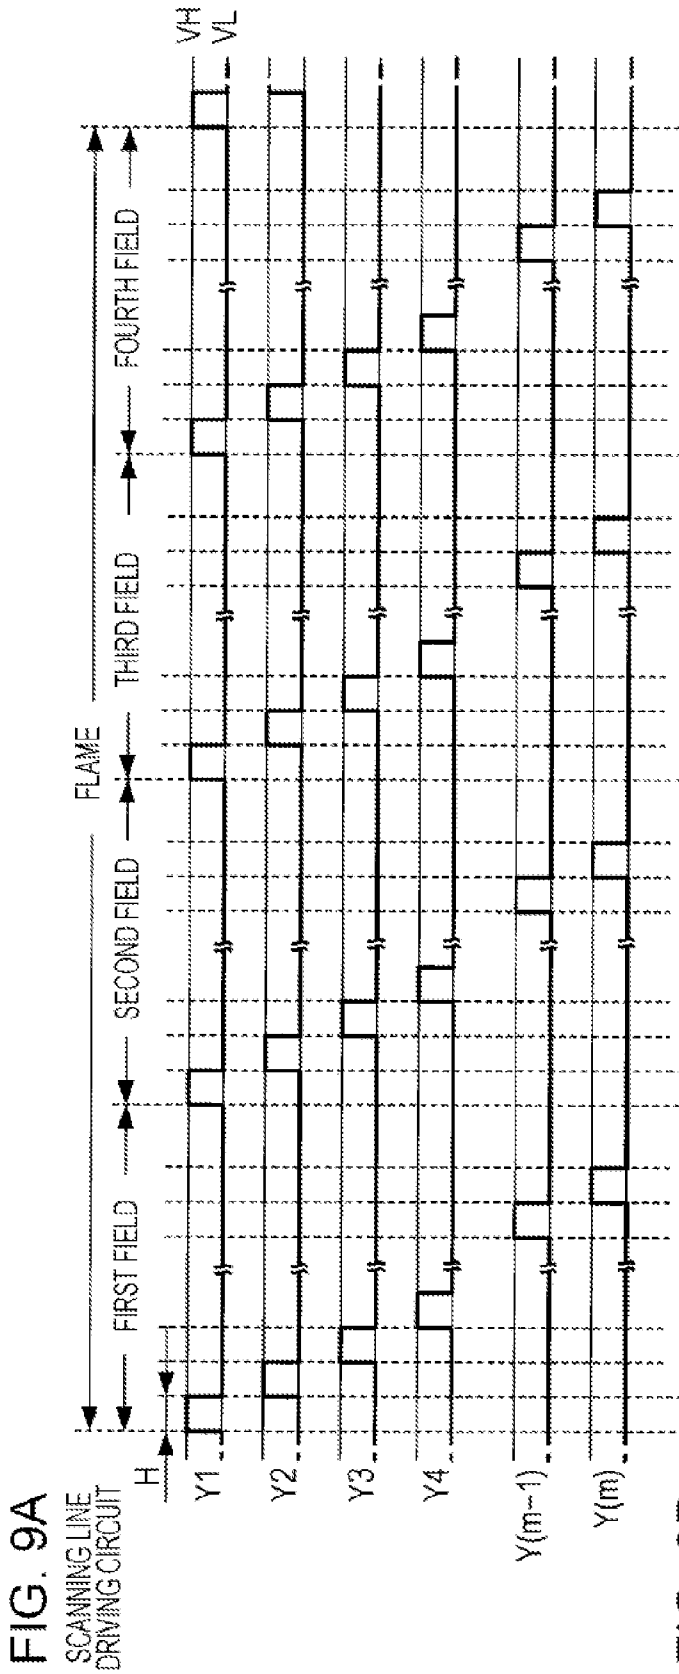 FIG. 9A
SCANNING LINE
DRIVING CIRCUIT
FLAME
FIRST FIELD
SECOND FIELD
THIRD FIELD
FOURTH FIELD
H
VH
VL
Y1
Y2
Y3
Y4
Y(m-1)
Y(m)